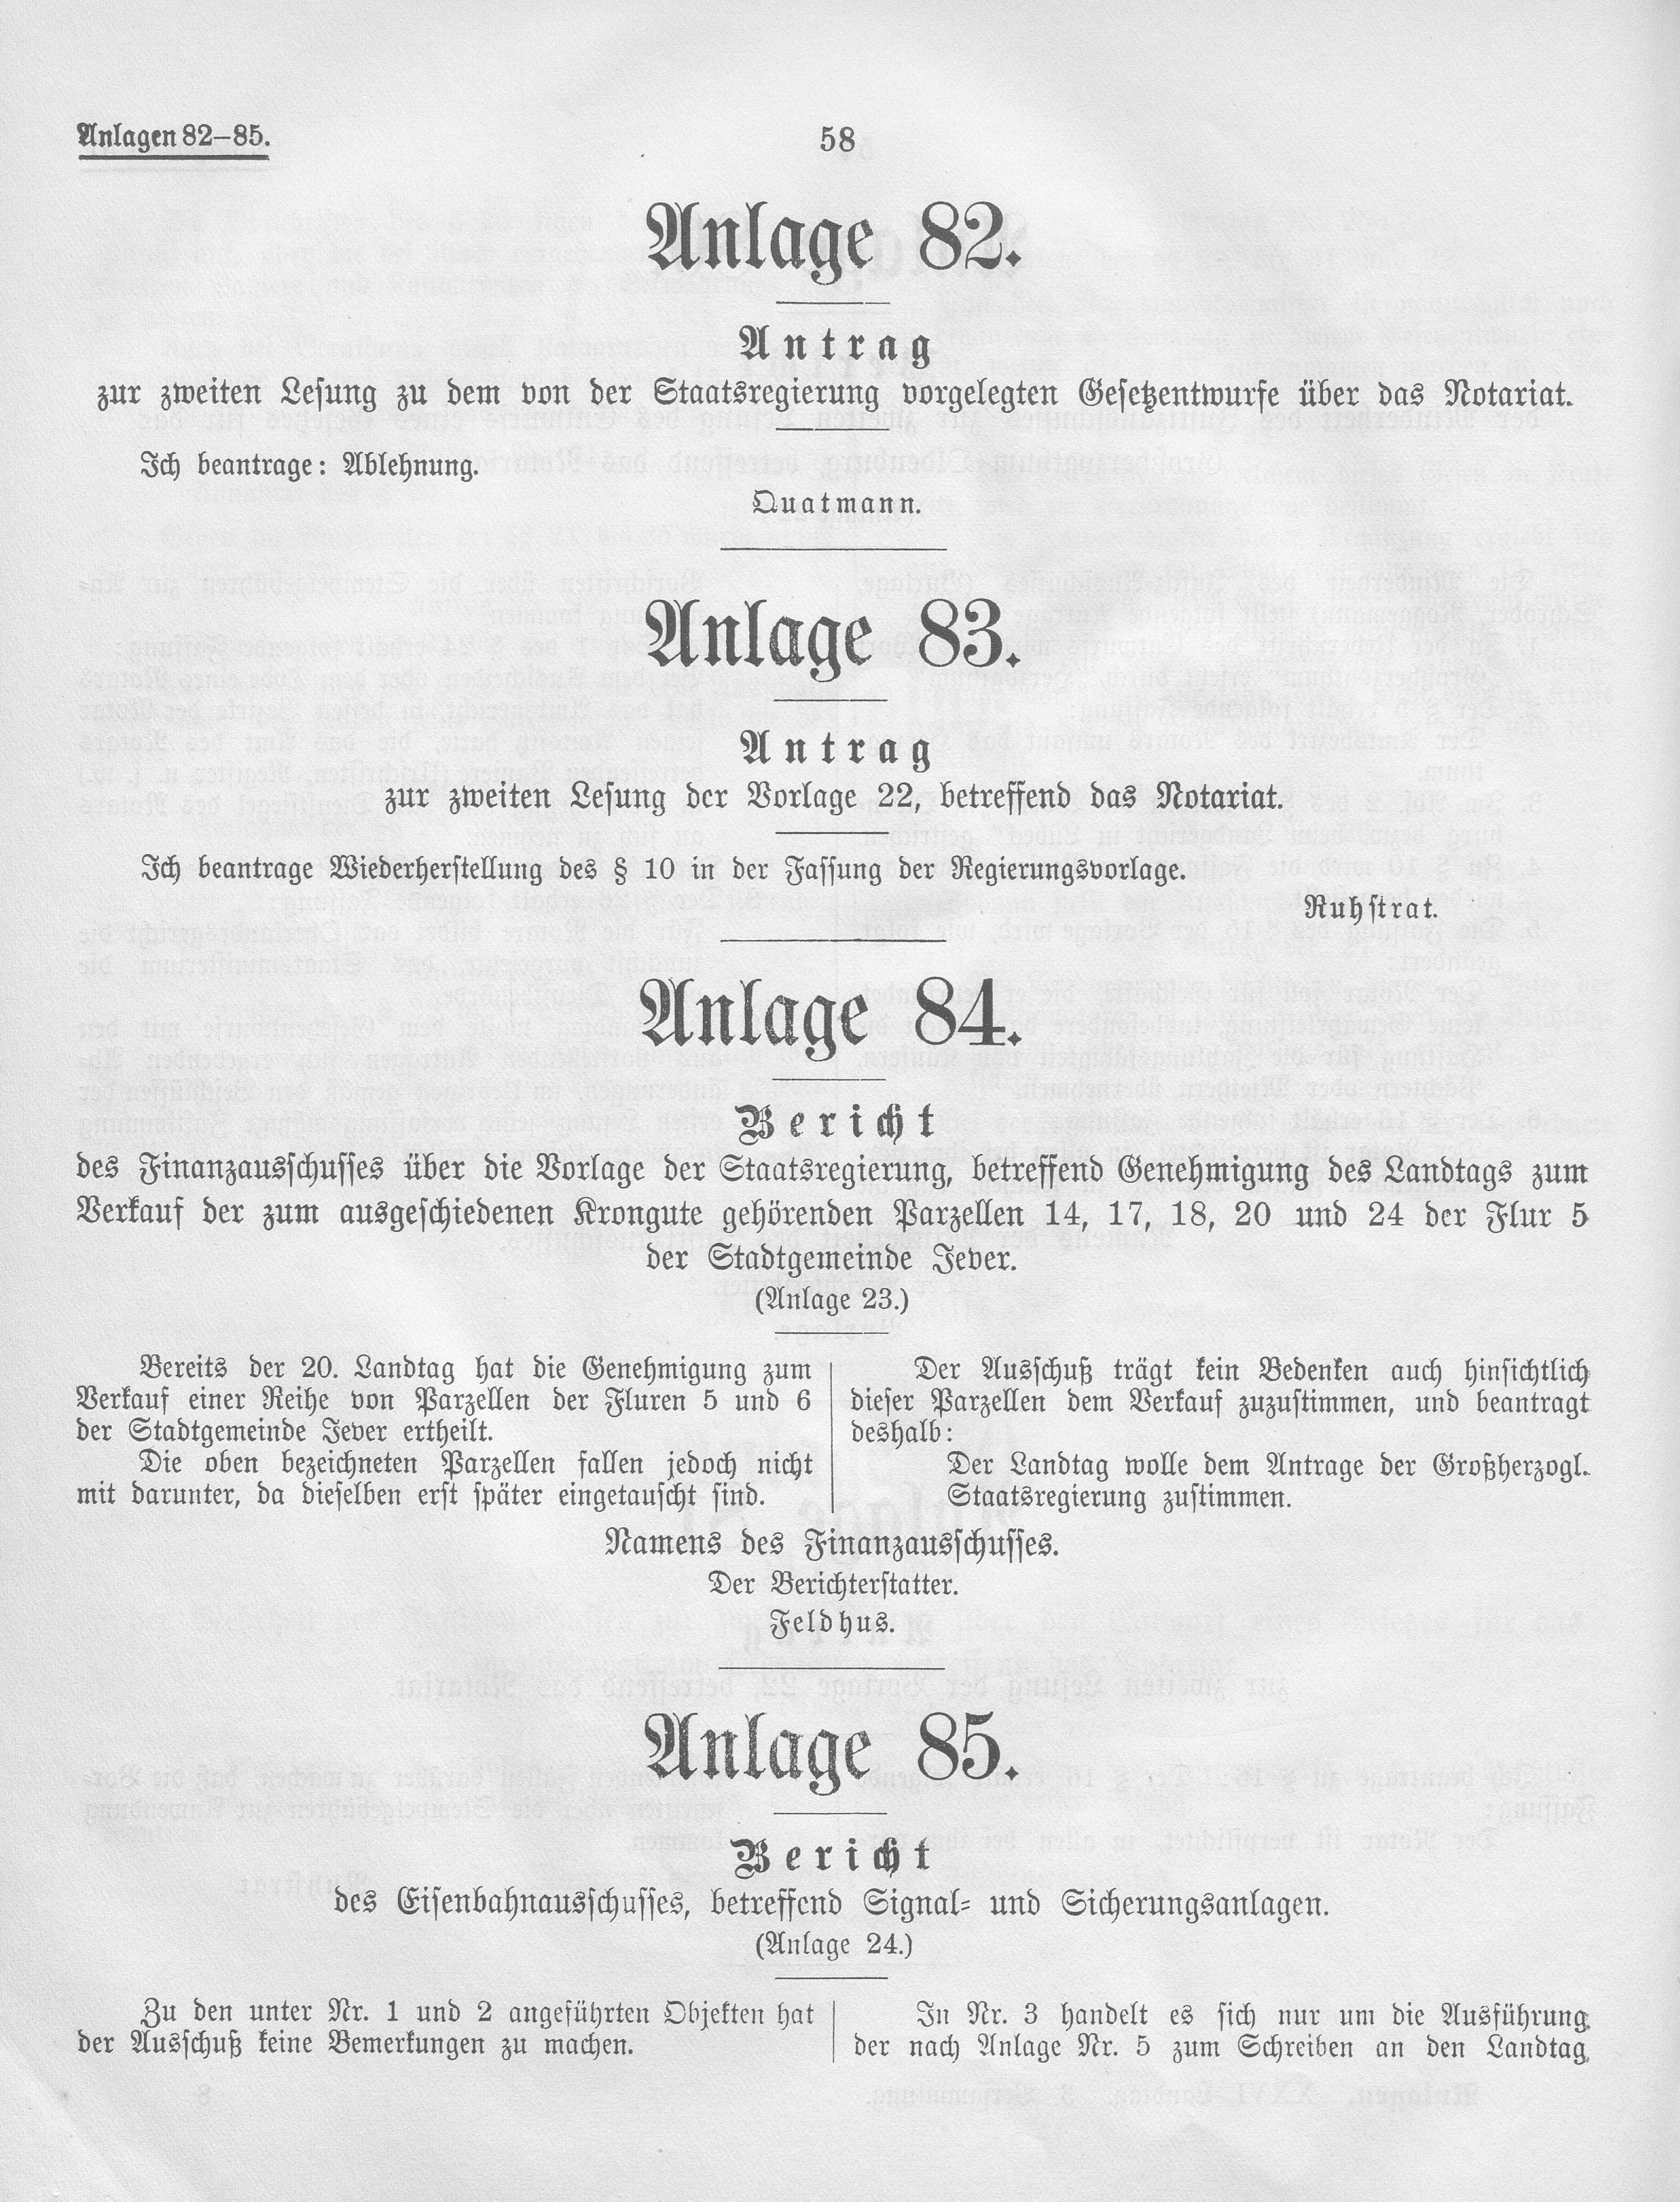 Anlagen 82–85.
58
Anlage 82.
Antrag
zur zweiten Lesung zu dem von der Staatsregierung vorgelegten Gesetzentwurfe über das Notariat.
Ich beantrage: Ablehnung.
Quatmann.
Anlage 83.
Antrag
zur zweiten Lesung der Vorlage 22, betreffend das Notariat.
Ich beantrage Wiederherstellung des § 10 in der Fassung der Regierungsvorlage.
Ruhstrat.
Anlage 84.
Bericht
des Finanzausschusses über die Vorlage der Staatsregierung, betreffend Genehmigung des Landtags zum
Verkauf der zum ausgeschiedenen Krongute gehörenden Parzellen 14, 17, 18, 20 und 24 der Flur 5
der Stadtgemeinde Jever.
(Anlage 23.)
Bereits der 20. Landtag hat die Genehmigung zum
Verkauf einer Reihe von Parzellen der Fluren 5 und 6
der Stadtgemeinde Jever ertheilt.
Die oben bezeichneten Parzellen fallen jedoch nicht
mit darunter, da dieselben erst später eingetauscht sind.
Der Ausschuß trägt kein Bedenken auch hinsichtlich
dieser Parzellen dem Verkauf zuzustimmen, und beantragt
deshalb:
Der Landtag wolle dem Antrage der Großherzogl.
Staatsregierung zustimmen.
Namens des Finanzausschusses.
Der Berichterstatter.
Feldhus.
Anlage 85.
Bericht
des Eisenbahnausschusses, betreffend Signal- und Sicherungsanlagen.
(Anlage 24.)
Zu den unter Nr. 1 und 2 angeführten Objekten hat
der Ausschuß keine Bemerkungen zu machen.
In Nr. 3 handelt es sich nur um die Ausführung
der nach Anlage Nr. 5 zum Schreiben an den Landtag